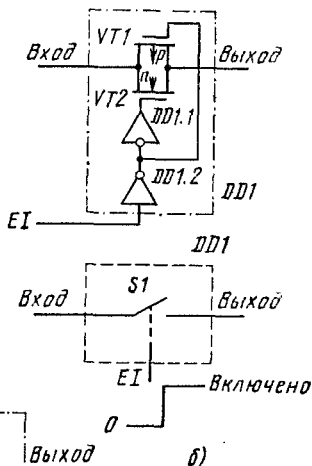 VT1
Вход
Выход
p
n
VT2
DD1.1
DD1.2
DD1
EI
DD1
S1
Вход
Выход
EI
Включено
0
Выход
б)